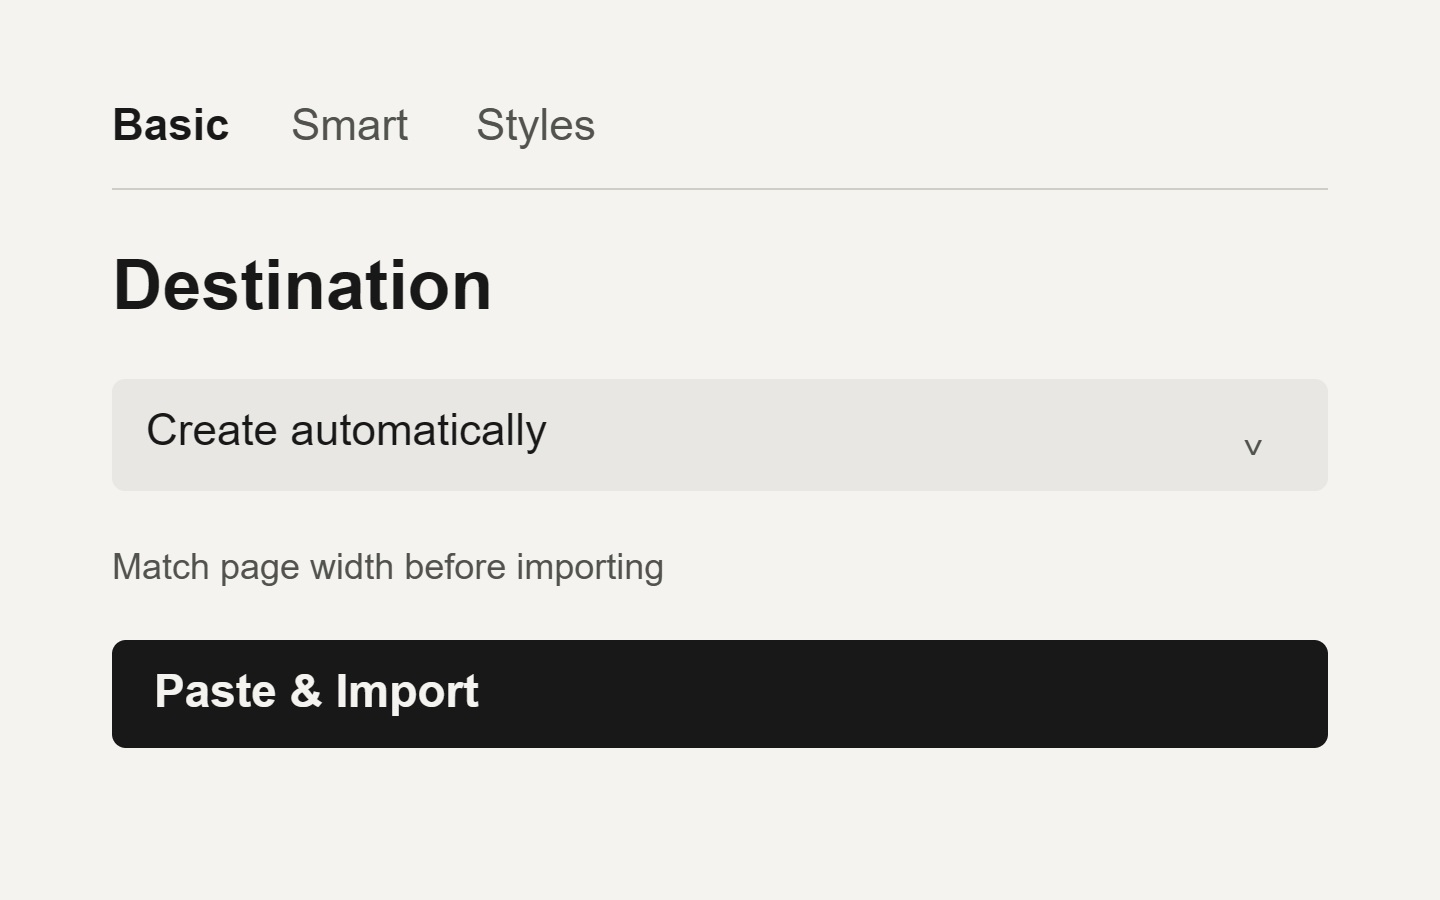 Basic Smart Styles
Destination
Create automatically v
Match page width before importing
Paste & Import